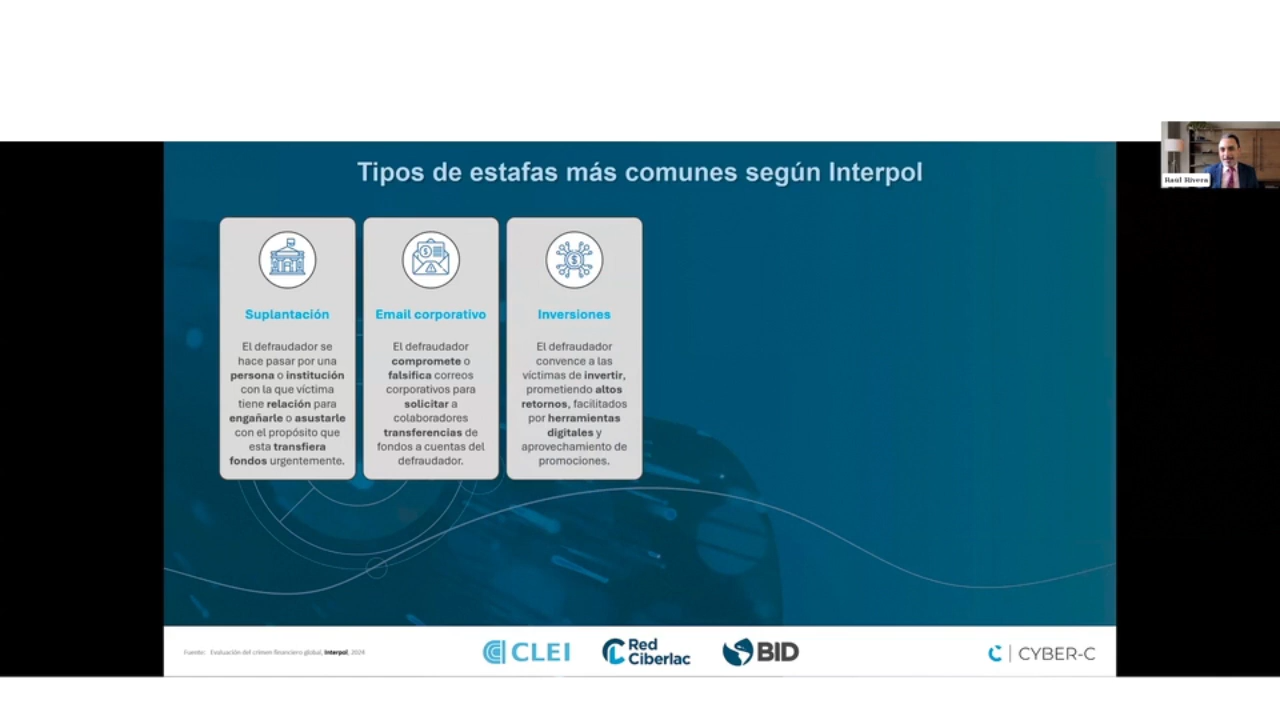 Tipos de estafas más comunes según Interpol
Raúl Rivera
Suplantación
El defraudador se
hace pasar por una
persona o institución
con la que víctima
tiene relación para
engañarle o asustarle
con el propósito que
esta transfiera
fondos urgentemente.
Email corporativo
El defraudador
compromete o
falsifica correos
corporativos para
solicitar a
colaboradores
transferencias de
fondos a cuentas del
defraudador.
Inversiones
El defraudador
convence a las
víctimas de invertir,
prometiendo altos
retornos, facilitados
por herramientas
digitales y
aprovechamiento de
promociones.
Fuente: Evaluación del crimen financiero global, Interpol, 2024
CLEI
Red
Ciberlac
BID
CYBER-C